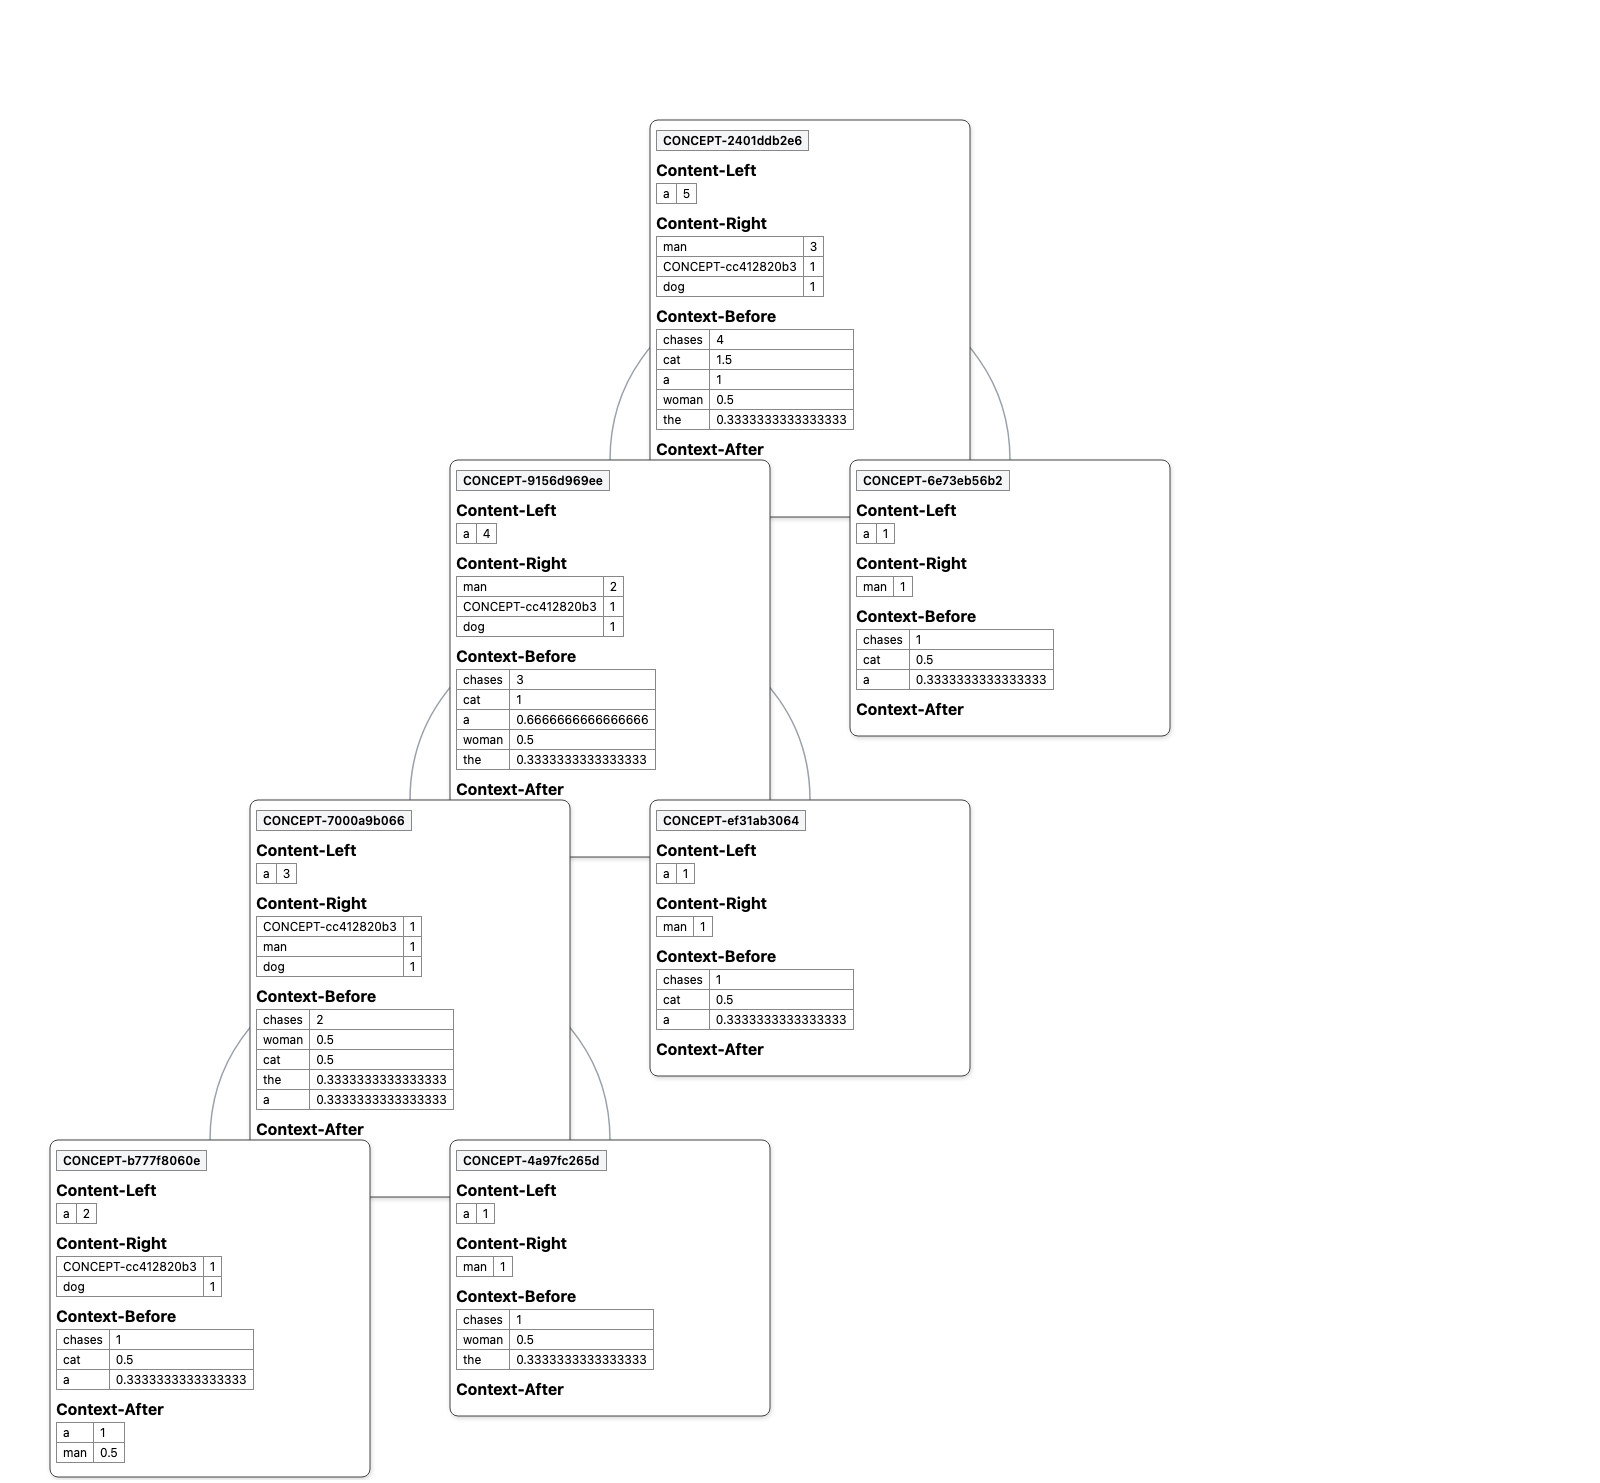 CONCEPT-2401ddb2e6
Content-Left
a 5
Content-Right
man 3
CONCEPT-cc412820b3 1
dog 1
Context-Before
chases 4
cat 1.5
a 1
woman 0.5
the 0.3333333333333333
Context-After
CONCEPT-9156d969ee
Content-Left
a 4
Content-Right
man 2
CONCEPT-cc412820b3 1
dog 1
Context-Before
chases 3
cat 1
a 0.6666666666666666
woman 0.5
the 0.3333333333333333
Context-After
CONCEPT-6e73eb56b2
Content-Left
a 1
Content-Right
man 1
Context-Before
chases 1
cat 0.5
a 0.3333333333333333
Context-After
CONCEPT-7000a9b066
Content-Left
a 3
Content-Right
CONCEPT-cc412820b3 1
man 1
dog 1
Context-Before
chases 2
woman 0.5
cat 0.5
the 0.3333333333333333
a 0.3333333333333333
Context-After
CONCEPT-ef31ab3064
Content-Left
a 1
Content-Right
man 1
Context-Before
chases 1
cat 0.5
a 0.3333333333333333
Context-After
CONCEPT-b777f8060e
Content-Left
a 2
Content-Right
CONCEPT-cc412820b3 1
dog 1
Context-Before
chases 1
cat 0.5
a 0.3333333333333333
Context-After
a 1
man 0.5
CONCEPT-4a97fc265d
Content-Left
a 1
Content-Right
man 1
Context-Before
chases 1
woman 0.5
the 0.3333333333333333
Context-After